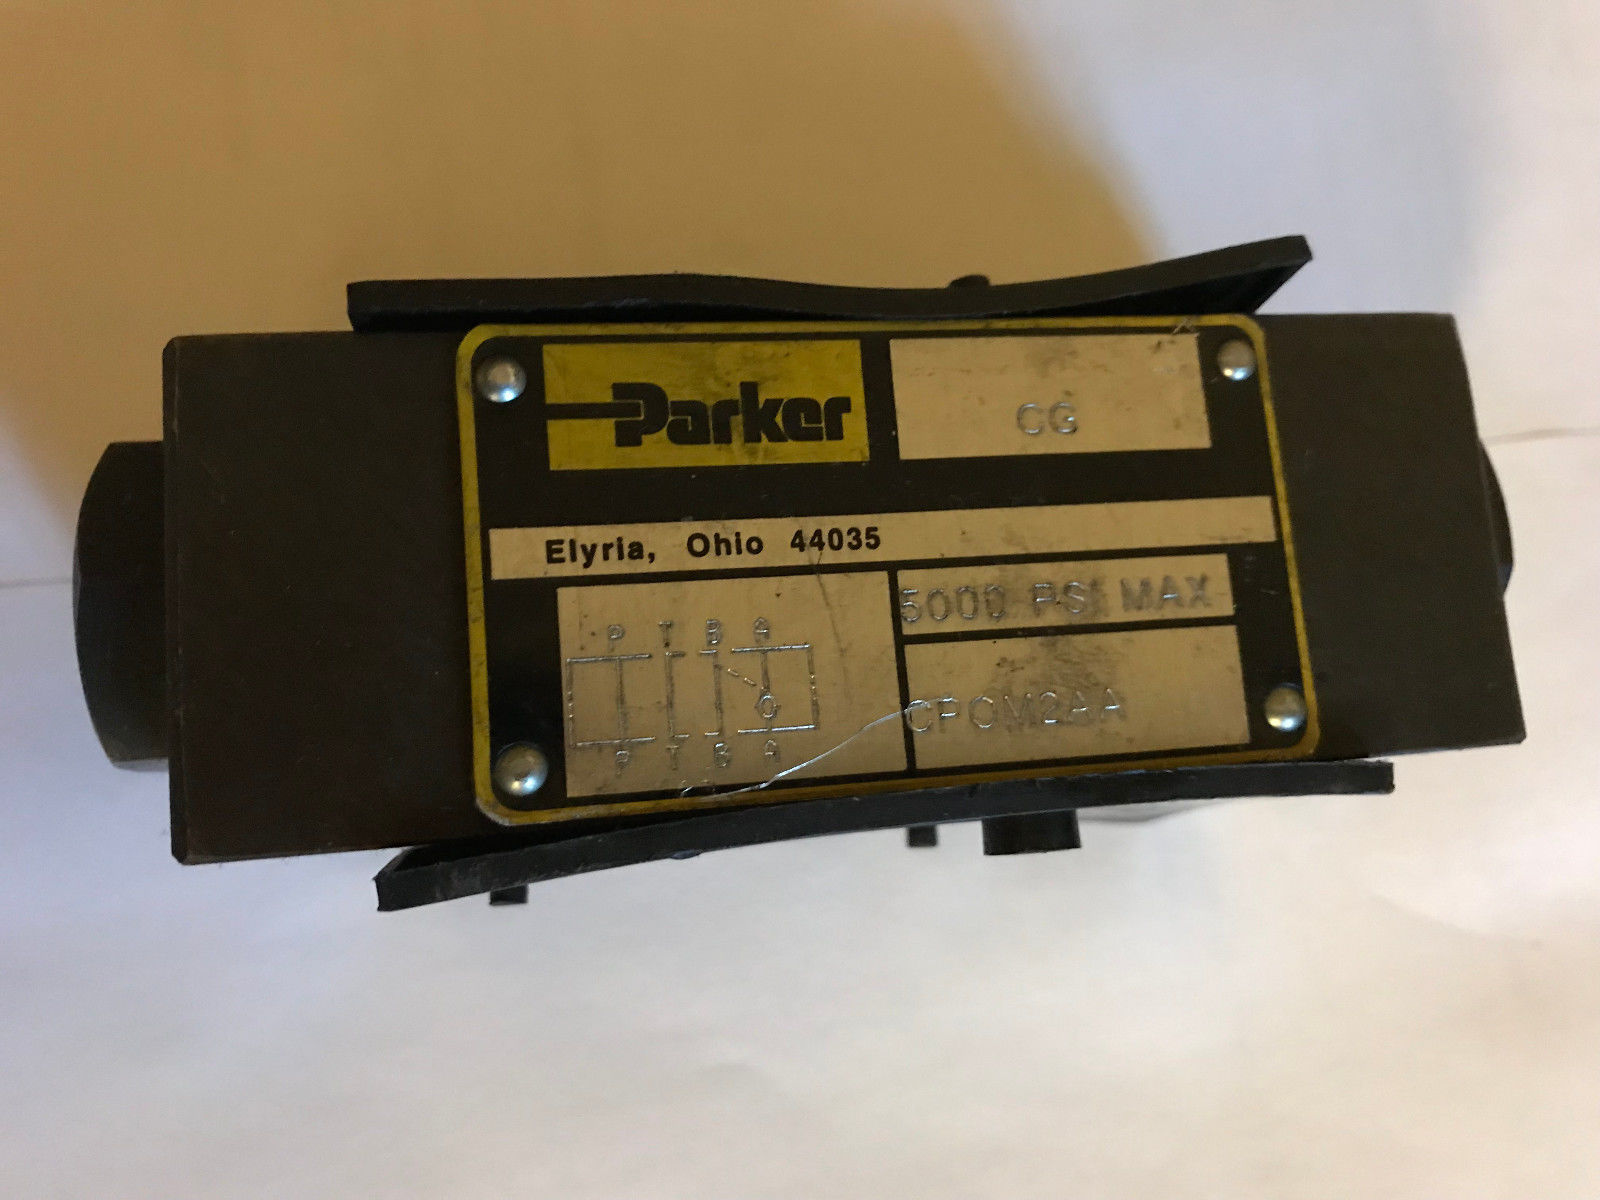 Parker
CG
Elyria, Ohio 44035
5000 PSI MAX
P T B A
P T B A
CPOM2AA